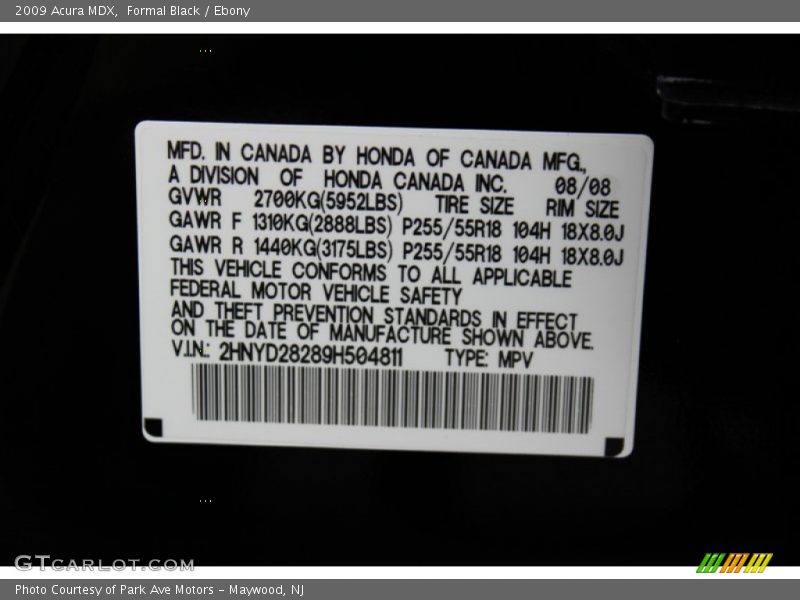 2009 Acura MDX, Formal Black / Ebony
MFD. IN CANADA BY HONDA OF CANADA MFG.,
A DIVISION OF HONDA CANADA INC. 08/08
GVWR 2700KG(5952LBS) TIRE SIZE RIM SIZE
GAWR F 1310KG(2888LBS) P255/55R18 104H 18X8.0J
GAWR R 1440KG(3175LBS) P255/55R18 104H 18X8.0J
THIS VEHICLE CONFORMS TO ALL APPLICABLE
FEDERAL MOTOR VEHICLE SAFETY
AND THEFT PREVENTION STANDARDS IN EFFECT
ON THE DATE OF MANUFACTURE SHOWN ABOVE.
V.I.N.: 2HNYD28289H504811 TYPE: MPV
GTCARLOT.COM
Photo Courtesy of Park Ave Motors - Maywood, NJ